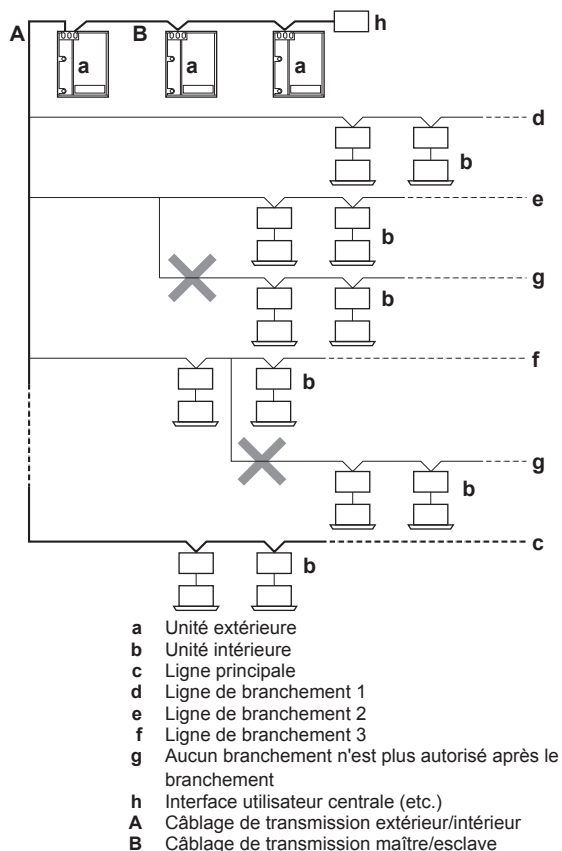 A
B
h
a
a
a
d
b
e
b
g
b
f
b
g
b
c
b
a Unité extérieure
b Unité intérieure
c Ligne principale
d Ligne de branchement 1
e Ligne de branchement 2
f Ligne de branchement 3
g Aucun branchement n'est plus autorisé après le
branchement
h Interface utilisateur centrale (etc.)
A Câblage de transmission extérieur/intérieur
B Câblage de transmission maître/esclave